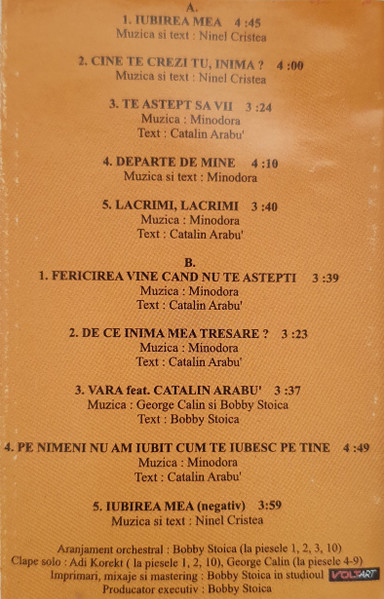 A.
1. IUBIREA MEA 4 :45
Muzica si text : Ninel Cristea
2. CINE TE CREZI TU, INIMA ? 4 :00
Muzica si text : Ninel Cristea
3. TE ASTEPT SA VII 3 :24
Muzica : Minodora
Text : Catalin Arabu'
4. DEPARTE DE MINE 4 :10
Muzica si text : Minodora
5. LACRIMI, LACRIMI 3 :40
Muzica : Minodora
Text : Catalin Arabu'
B.
1. FERICIREA VINE CAND NU TE ASTEPTI 3 :39
Muzica : Minodora
Text : Catalin Arabu'
2. DE CE INIMA MEA TRESARE ? 3 :23
Muzica : Minodora
Text : Catalin Arabu'
3. VARA feat. CATALIN ARABU' 3 :37
Muzica : George Calin si Bobby Stoica
Text : Bobby Stoica
4. PE NIMENI NU AM IUBIT CUM TE IUBESC PE TINE 4 :49
Muzica : Minodora
Text : Catalin Arabu'
5. IUBIREA MEA (negativ) 3:59
Muzica si text : Ninel Cristea
Aranjament orchestral : Bobby Stoica (la piesele 1, 2, 3, 10)
Clape solo : Adi Korekt ( la piesele 1, 2, 10), George Calin (la piesele 4-9)
Imprimari, mixaje si mastering : Bobby Stoica in studioul VOLTART
Producator executiv : Bobby Stoica